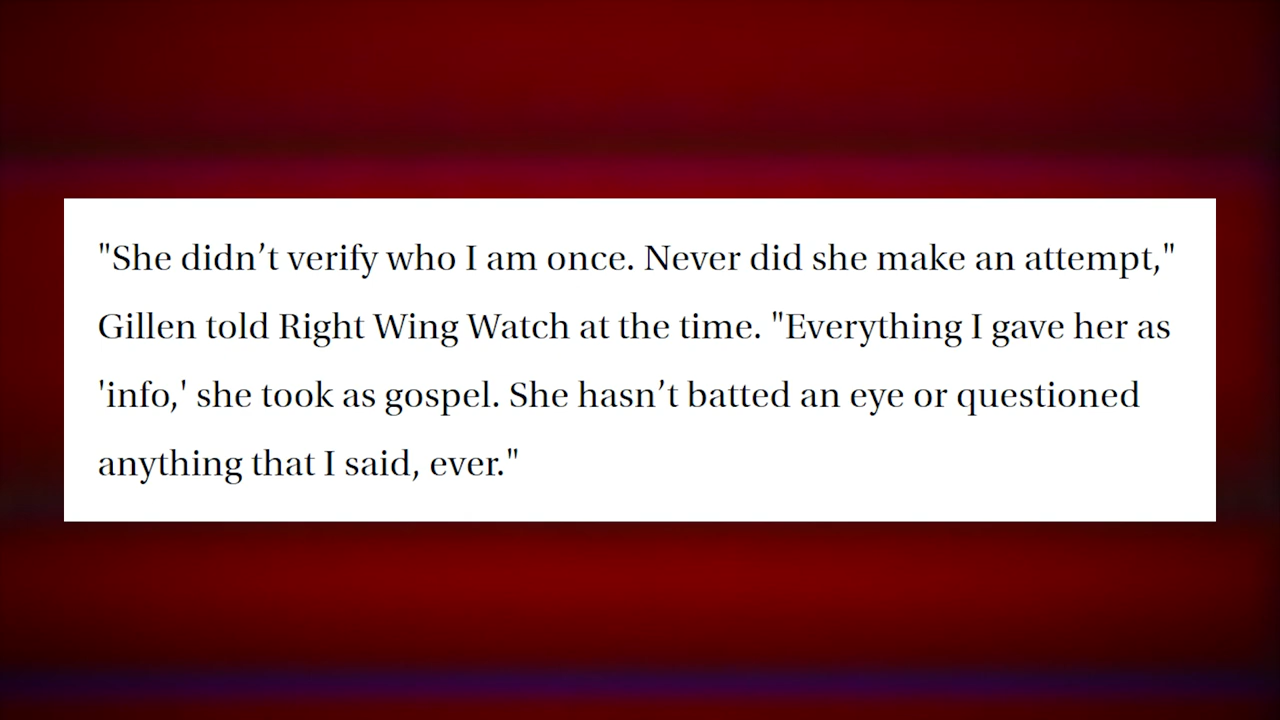 "She didn’t verify who I am once. Never did she make an attempt,"
Gillen told Right Wing Watch at the time. "Everything I gave her as
'info,' she took as gospel. She hasn’t batted an eye or questioned
anything that I said, ever."